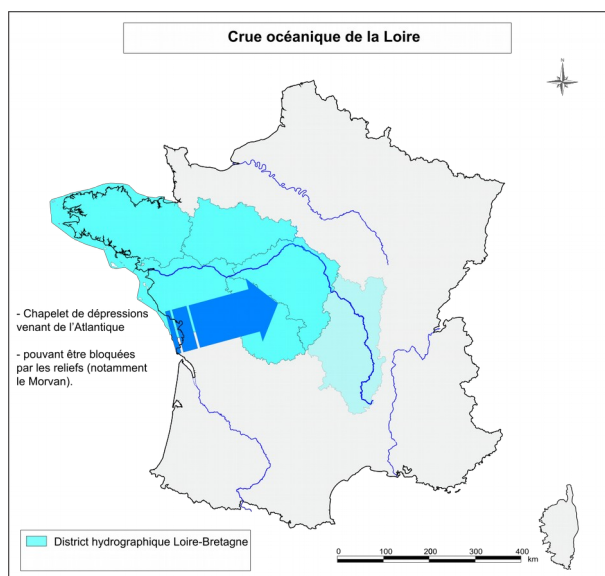 Crue océanique de la Loire
N
- Chapelet de dépressions
venant de l'Atlantique
- pouvant être bloquées
par les reliefs (notamment
le Morvan).
District hydrographique Loire-Bretagne
0 100 200 300 400
km